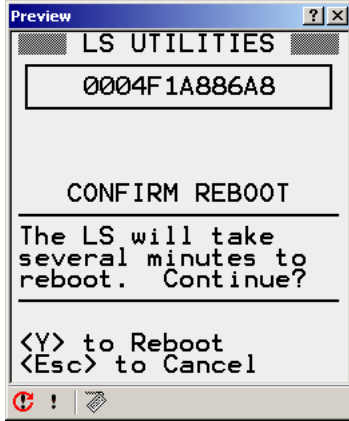 Preview
LS UTILITIES
0004F1A886A8
CONFIRM REBOOT
The LS will take
several minutes to
reboot.  Continue?
<Y> to Reboot
<Esc> to Cancel